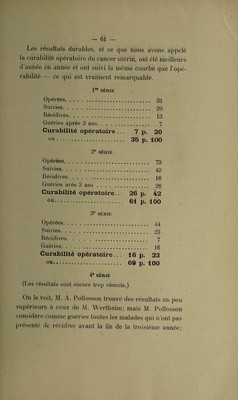 — 61 —
Les résultats durables, et ce que nous avons appelé
la curabilité opératoire du cancer utérin, ont été meilleurs
d'année en année et ont suivi la même courbe que l'opé-
rabilité — ce qui est vraiment remarquable.
1re SÉRIE
Opérées. . . 31
Suivies. . . 20
Récidives. . . 13
Guéries après 3 ans. . . 7
Curabilité opératoire... 7 p. 20
ou... 35 p. 100
2e SÉRIE
Opérées. . . 73
Suivies. . . 42
Récidives. . . 16
Guéries arès 3 ans . . . 26
Curabilité opératoire.. 26 p. 42
ou... 61 p. 100
3e SÉRIE
Opérées. . . 44
Suivies. . . 23
Récidives. . . 7
Guéries. . . 16
Curabilité opératoire... 16 p. 23
ou... 69 p. 100
4e SÉRIE
(Les résultats sont encore trop récents.)
On le voit, M. A. Pollosson trouve des résultats un peu
supérieurs à ceux de M. Wertheim; mais M. Pollosson
considère comme guéries toutes les malades qui n'ont pas
présenté de récidive avant la fin de la troisième année;